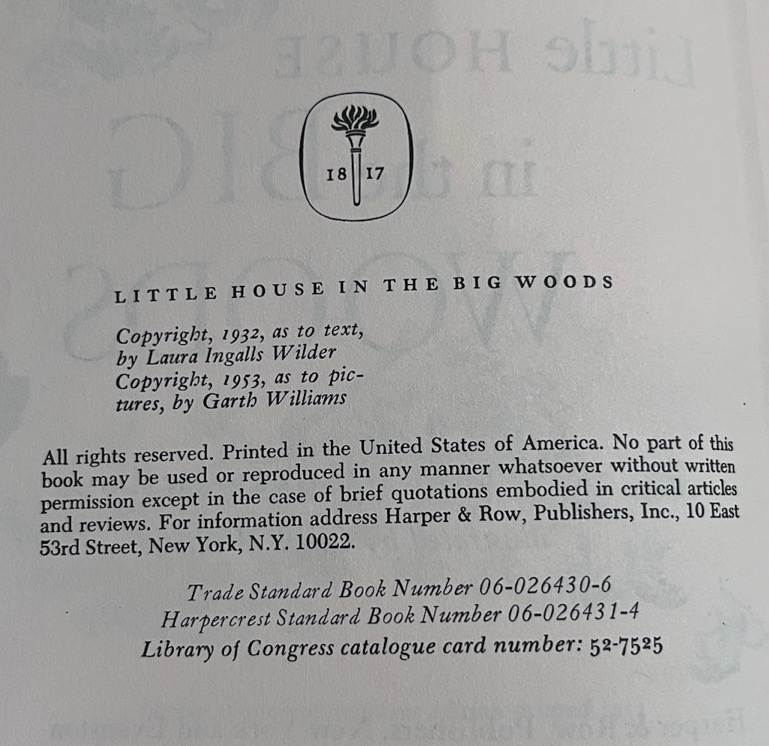 18 17
LITTLE HOUSE IN THE BIG WOODS
Copyright, 1932, as to text,
by Laura Ingalls Wilder
Copyright, 1953, as to pic-
tures, by Garth Williams
All rights reserved. Printed in the United States of America. No part of this
book may be used or reproduced in any manner whatsoever without written
permission except in the case of brief quotations embodied in critical articles
and reviews. For information address Harper & Row, Publishers, Inc., 10 East
53rd Street, New York, N.Y. 10022.
Trade Standard Book Number 06-026430-6
Harpercrest Standard Book Number 06-026431-4
Library of Congress catalogue card number: 52-7525